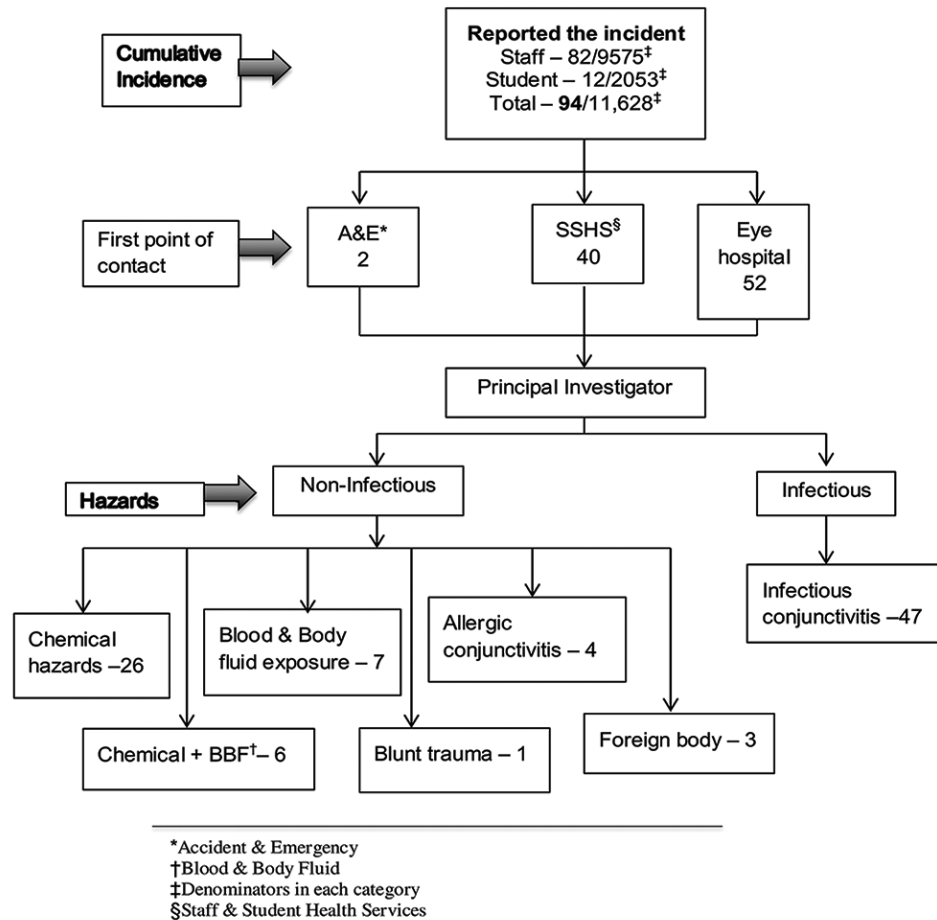 Reported the incident
Staff – 82/9575‡
Student – 12/2053‡
Total – 94/11,628‡
Cumulative
Incidence
First point of
contact
A&E*
2
SSHS§
40
Eye
hospital
52
Principal Investigator
Hazards
Non-Infectious
Infectious
Chemical
hazards –26
Blood & Body
fluid exposure – 7
Allergic
conjunctivitis – 4
Infectious
conjunctivitis –47
Chemical + BBF†– 6
Blunt trauma – 1
Foreign body – 3
*Accident & Emergency
†Blood & Body Fluid
‡Denominators in each category
§Staff & Student Health Services